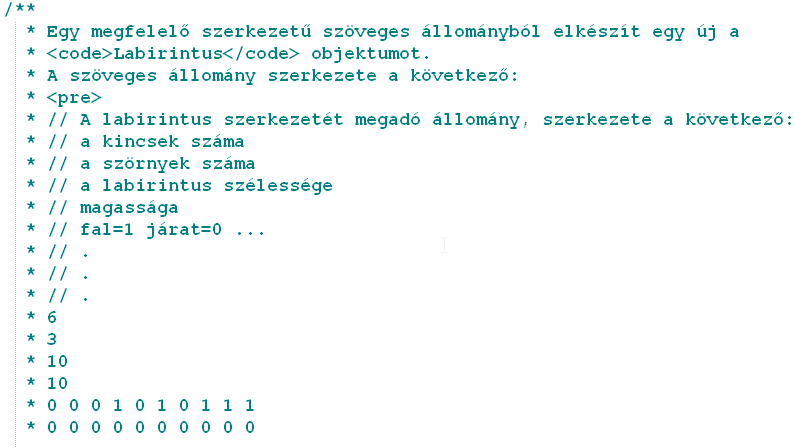 /**
* Egy megfelelő szerkezetű szöveges állományból elkészít egy új a
* <code>Labirintus</code> objektumot.
* A szöveges állomány szerkezete a következő:
* <pre>
* // A labirintus szerkezetét megadó állomány, szerkezete a következő:
* // a kincsek száma
* // a szörnyek száma
* // a labirintus szélessége
* // magassága
* // fal=1 járat=0 ...
* // .
* // .
* // .
* 6
* 3
* 10
* 10
* 0 0 0 1 0 1 0 1 1 1
* 0 0 0 0 0 0 0 0 0 0